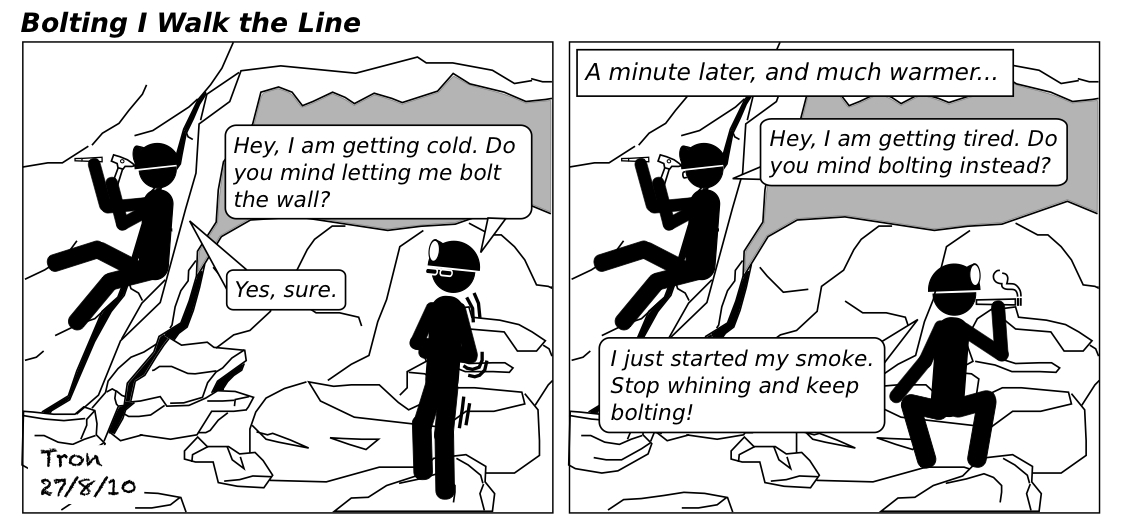 Bolting I Walk the Line
Hey, I am getting cold. Do
you mind letting me bolt
the wall?
Yes, sure.
Tron
27/8/10
A minute later, and much warmer...
Hey, I am getting tired. Do
you mind bolting instead?
I just started my smoke.
Stop whining and keep
bolting!